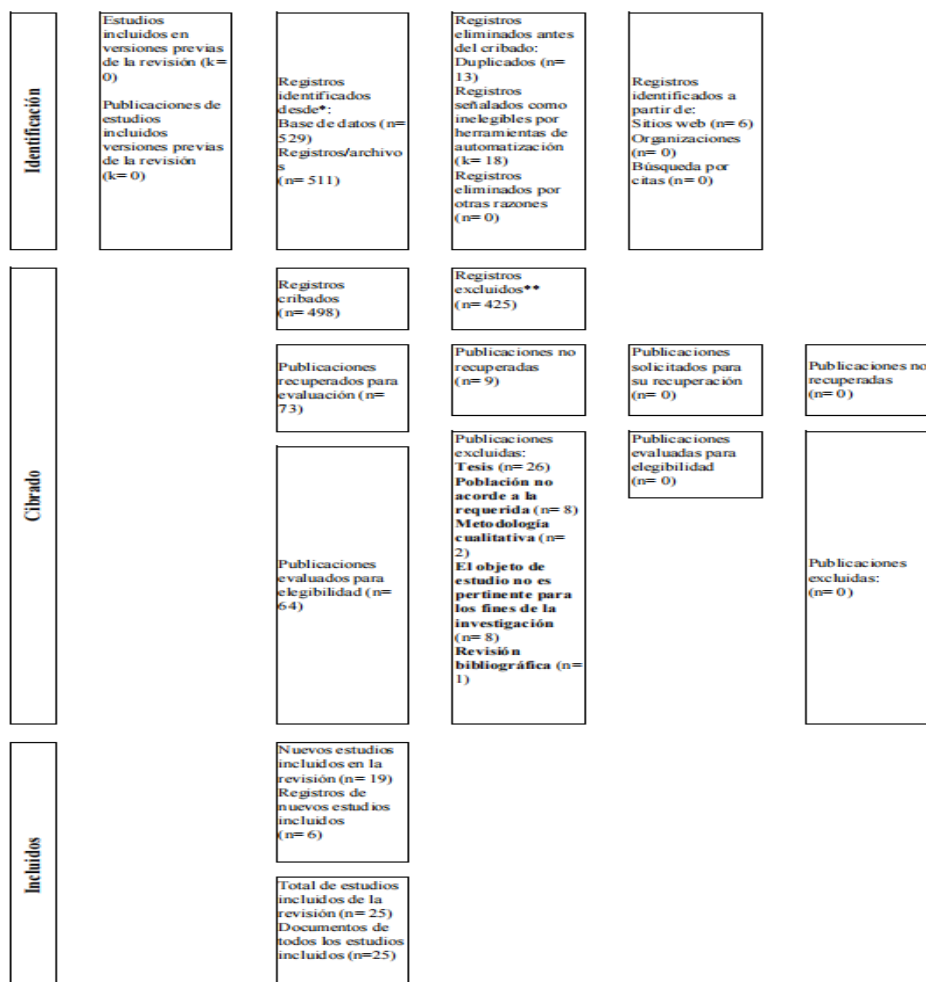 Identificación
Estudios
incluidos en
versiones previas
de la revisión (k=
0)
Publicaciones de
estudios
incluidos
versiones previas
de la revisión
(k= 0)
Registros
identificados
desde*:
Base de datos (n=
529)
Registros/archivo
s
(n= 511)
Registros
eliminados antes
del cribado:
Duplicados (n=
13)
Registros
señalados como
inelegibles por
herramientas de
automatización
(k= 18)
Registros
eliminados por
otras razones
(n= 0)
Registros
identificados a
partir de:
Sitios web (n= 6)
Organizaciones
(n= 0)
Búsqueda por
citas (n= 0)
Cibrado
Registros
cribados
(n= 498)
Registros
excluidos**
(n= 425)
Publicaciones
recuperados para
evaluación (n=
73)
Publicaciones no
recuperadas
(n= 9)
Publicaciones
solicitados para
su recuperación
(n= 0)
Publicaciones no
recuperadas
(n= 0)
Publicaciones
evaluados para
elegibilidad (n=
64)
Publicaciones
excluidas:
Tesis (n= 26)
Población no
acorde a la
requerida (n= 8)
Metodología
cualitativa (n=
2)
El objeto de
estudio no es
pertinente para
los fines de la
investigación
(n= 8)
Revisión
bibliográfica (n=
1)
Publicaciones
evaluadas para
elegibilidad
(n= 0)
Publicaciones
excluidas:
(n= 0)
Incluidos
Nuevos estudios
incluidos en la
revisión (n= 19)
Registros de
nuevos estudios
incluidos
(n= 6)
Total de estudios
incluidos de la
revisión (n= 25)
Documentos de
todos los estudios
incluidos (n=25)